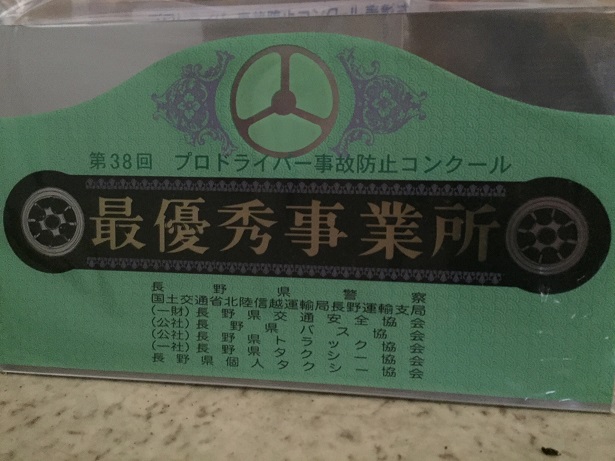 第38回 プロドライバー事故防止コンクール
最優秀事業所
長野県警察
国土交通省北陸信越運輸局長野運輸支局
(一財)長野県交通安全協会
(公社)長野県バス協会
(公社)長野県トラック協会
(一社)長野県タクシー協会
長野県個人タクシー協会